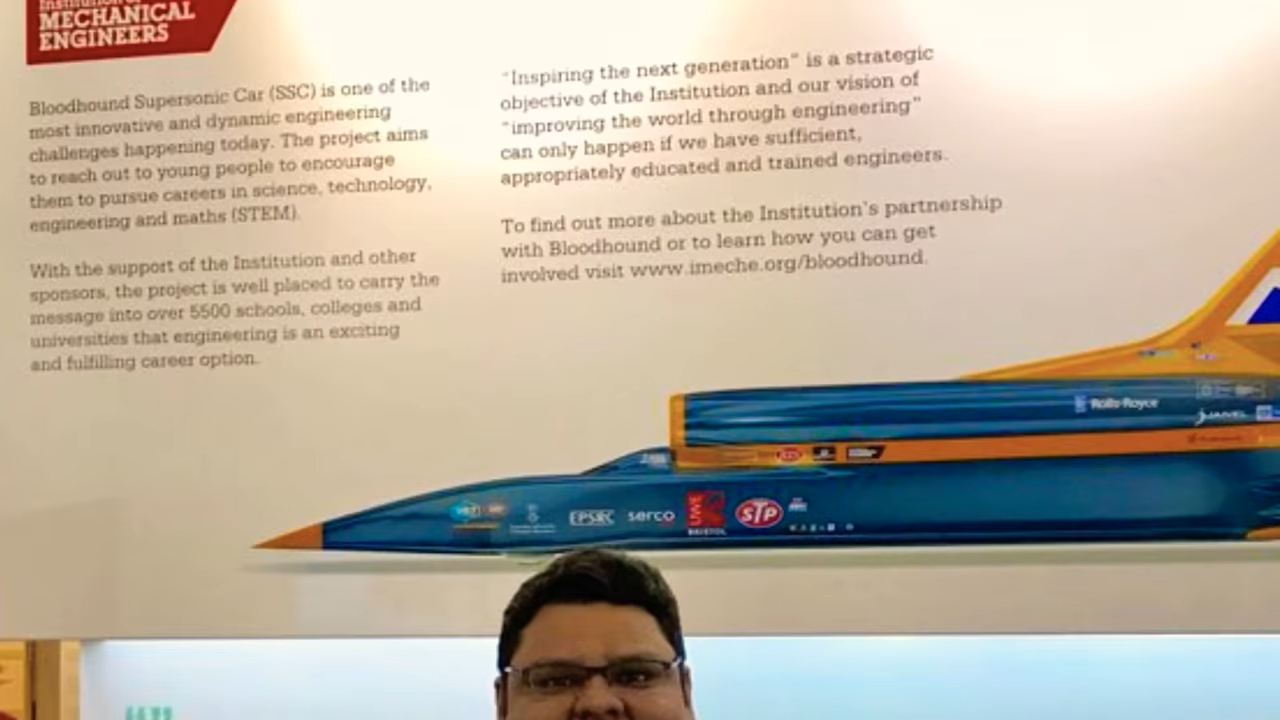 Institution of
MECHANICAL
ENGINEERS
Bloodhound Supersonic Car (SSC) is one of the
most innovative and dynamic engineering
challenges happening today. The project aims
to reach out to young people to encourage
them to pursue careers in science, technology,
engineering and maths (STEM).
With the support of the Institution and other
sponsors, the project is well placed to carry the
message into over 5500 schools, colleges and
universities that engineering is an exciting
and fulfilling career option.
"Inspiring the next generation" is a strategic
objective of the Institution and our vision of
"improving the world through engineering"
can only happen if we have sufficient,
appropriately educated and trained engineers.
To find out more about the Institution's partnership
with Bloodhound or to learn how you can get
involved visit www.imeche.org/bloodhound.
Rolls-Royce
EPSRC
serco
UWE
BRISTOL
STP